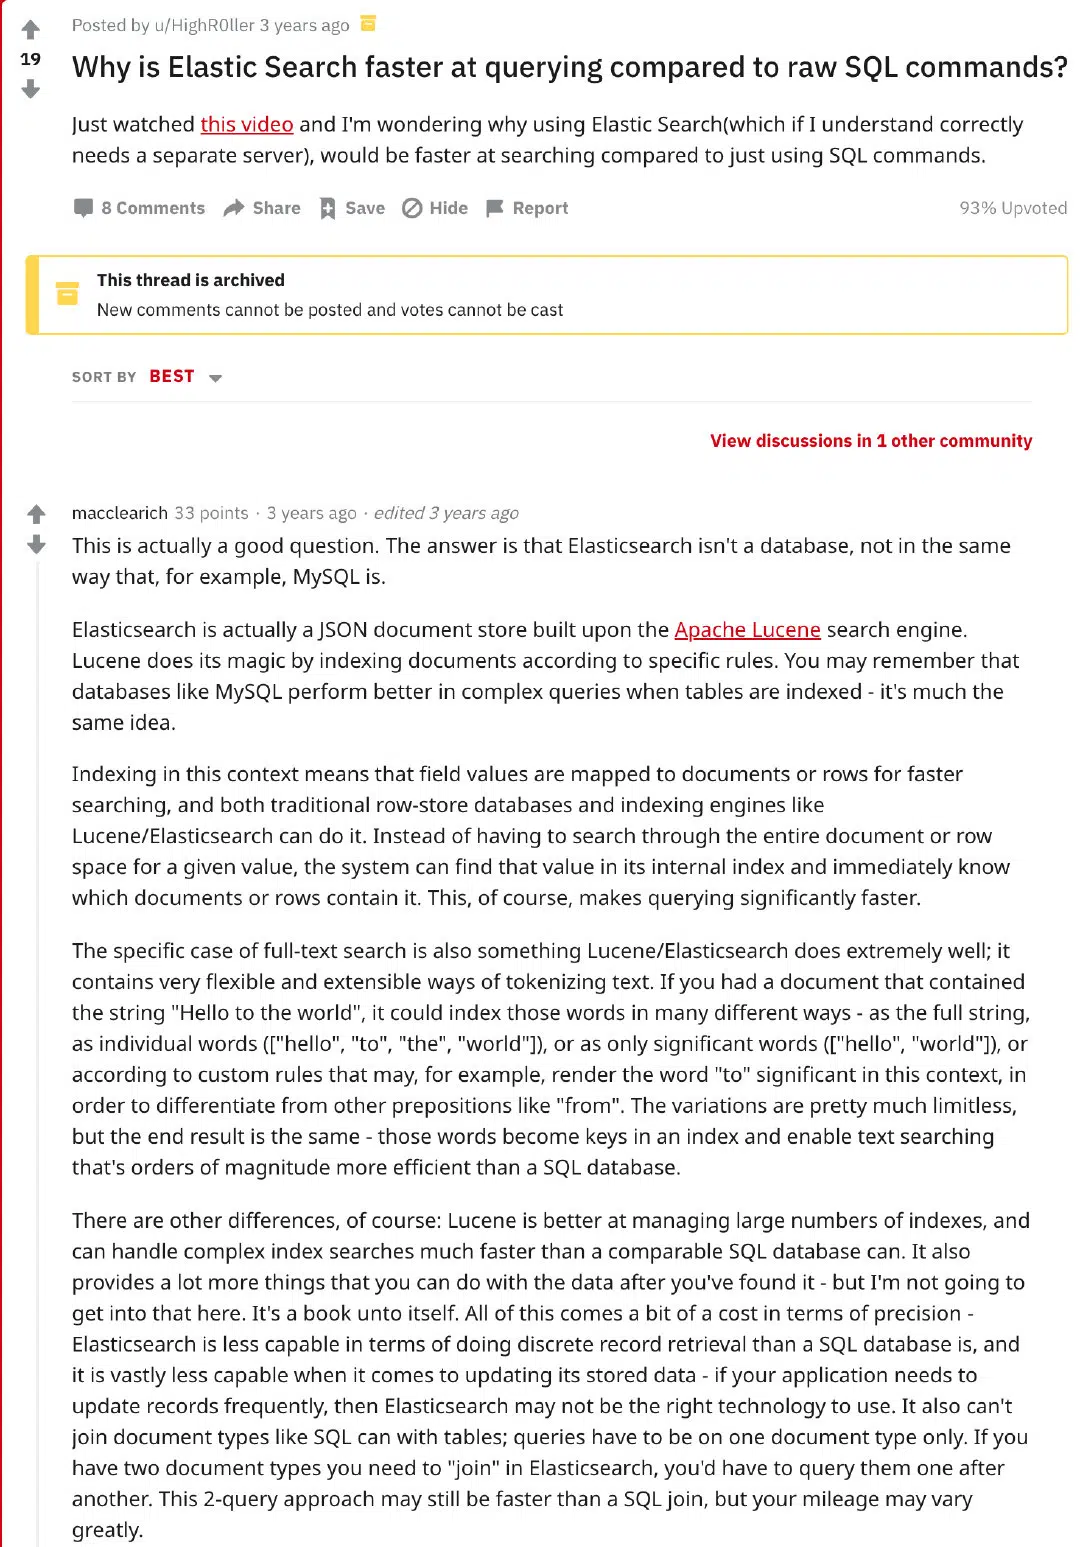 Posted by u/HighR0ller 3 years ago
19
Why is Elastic Search faster at querying compared to raw SQL commands?
Just watched this video and I'm wondering why using Elastic Search(which if I understand correctly
needs a separate server), would be faster at searching compared to just using SQL commands.
8 Comments Share Save Hide Report 93% Upvoted
This thread is archived
New comments cannot be posted and votes cannot be cast
SORT BY BEST
View discussions in 1 other community
macclearich 33 points · 3 years ago · edited 3 years ago
This is actually a good question. The answer is that Elasticsearch isn't a database, not in the same
way that, for example, MySQL is.
Elasticsearch is actually a JSON document store built upon the Apache Lucene search engine.
Lucene does its magic by indexing documents according to specific rules. You may remember that
databases like MySQL perform better in complex queries when tables are indexed - it's much the
same idea.
Indexing in this context means that field values are mapped to documents or rows for faster
searching, and both traditional row-store databases and indexing engines like
Lucene/Elasticsearch can do it. Instead of having to search through the entire document or row
space for a given value, the system can find that value in its internal index and immediately know
which documents or rows contain it. This, of course, makes querying significantly faster.
The specific case of full-text search is also something Lucene/Elasticsearch does extremely well; it
contains very flexible and extensible ways of tokenizing text. If you had a document that contained
the string "Hello to the world", it could index those words in many different ways - as the full string,
as individual words (["hello", "to", "the", "world"]), or as only significant words (["hello", "world"]), or
according to custom rules that may, for example, render the word "to" significant in this context, in
order to differentiate from other prepositions like "from". The variations are pretty much limitless,
but the end result is the same - those words become keys in an index and enable text searching
that's orders of magnitude more efficient than a SQL database.
There are other differences, of course: Lucene is better at managing large numbers of indexes, and
can handle complex index searches much faster than a comparable SQL database can. It also
provides a lot more things that you can do with the data after you've found it - but I'm not going to
get into that here. It's a book unto itself. All of this comes a bit of a cost in terms of precision -
Elasticsearch is less capable in terms of doing discrete record retrieval than a SQL database is, and
it is vastly less capable when it comes to updating its stored data - if your application needs to
update records frequently, then Elasticsearch may not be the right technology to use. It also can't
join document types like SQL can with tables; queries have to be on one document type only. If you
have two document types you need to "join" in Elasticsearch, you'd have to query them one after
another. This 2-query approach may still be faster than a SQL join, but your mileage may vary
greatly.